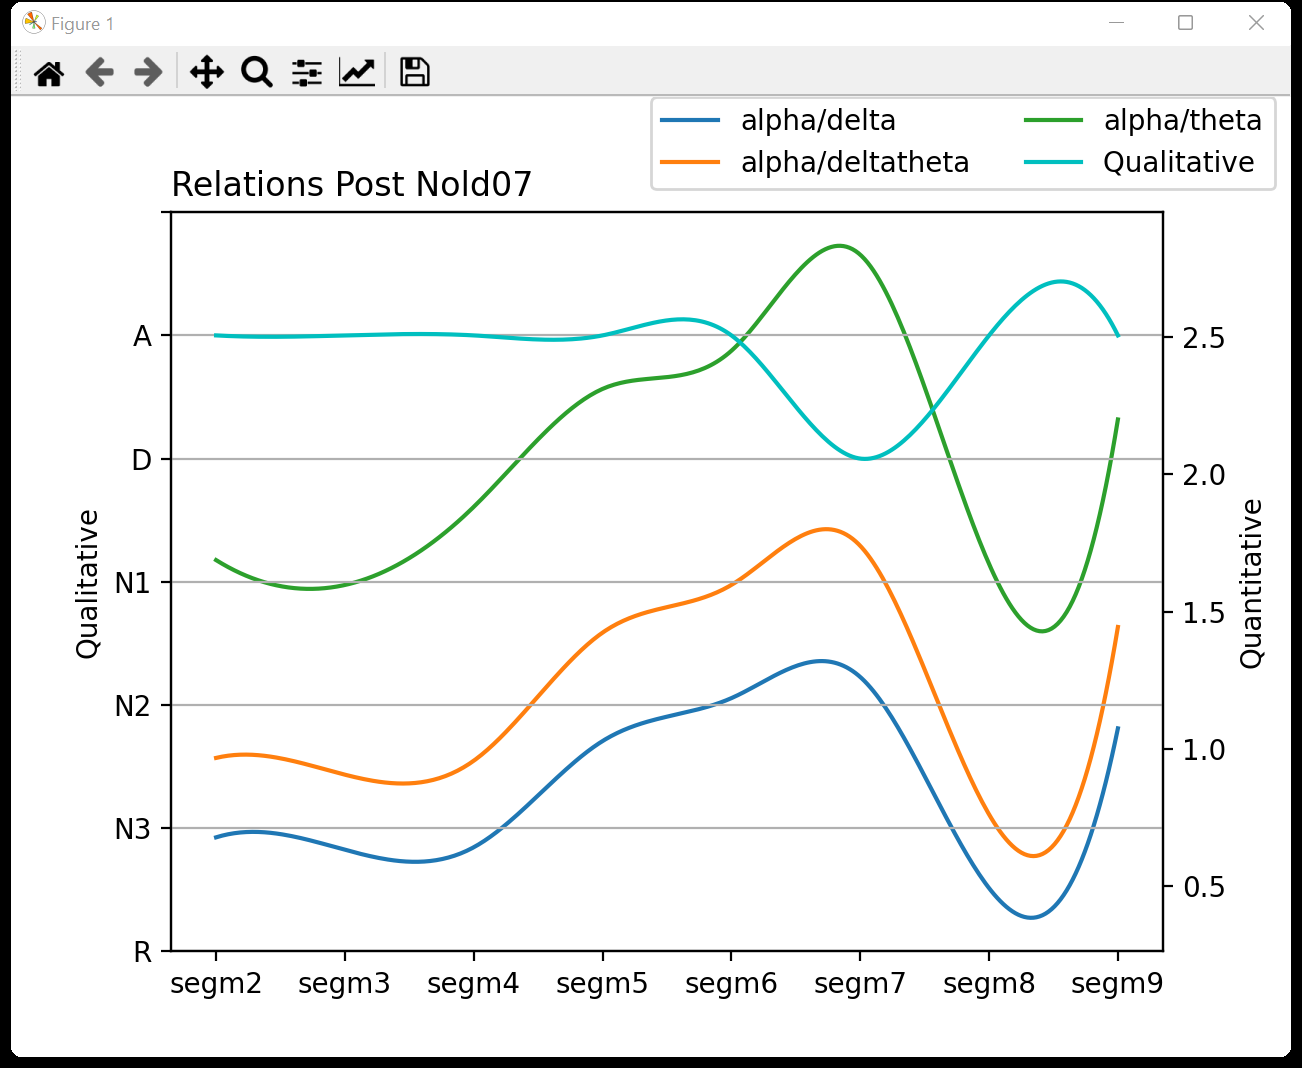 Figure 1
alpha/delta
alpha/deltatheta
alpha/theta
Qualitative
Relations Post Nold07
Qualitative
A
D
N1
N2
N3
R
2.5
2.0
1.5
1.0
0.5
Quantitative
segm2 segm3 segm4 segm5 segm6 segm7 segm8 segm9